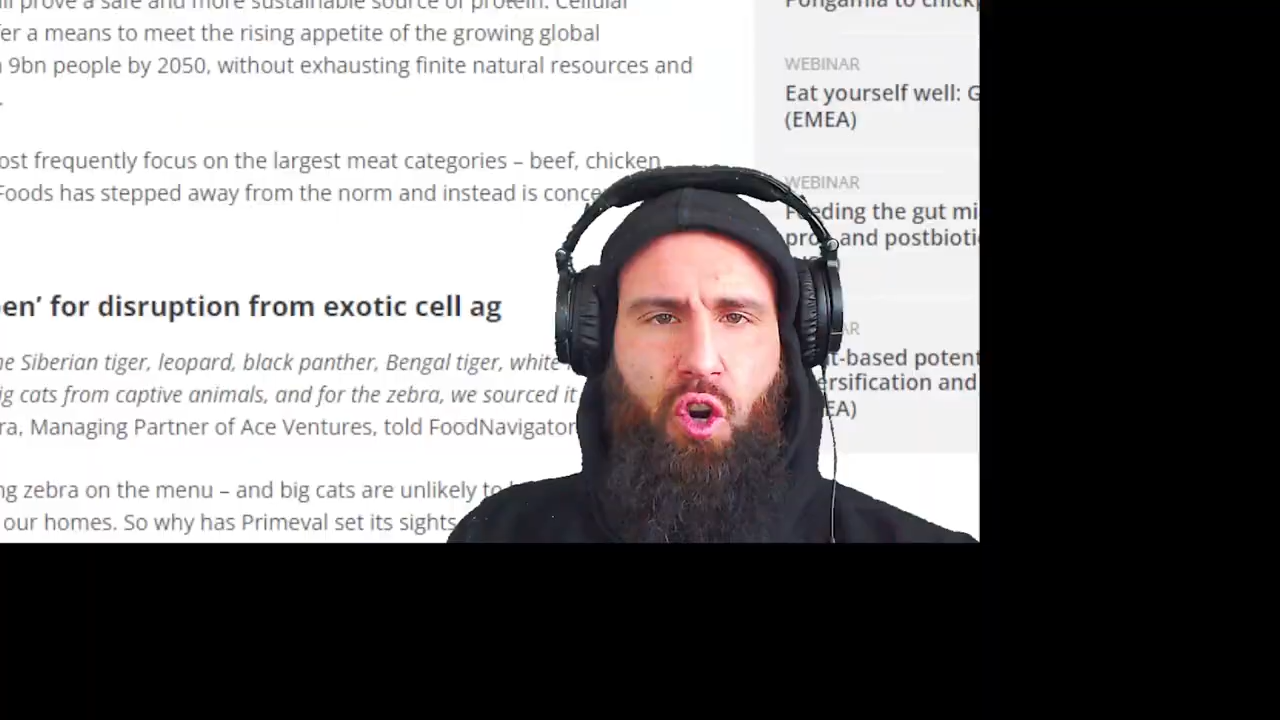 prove a safe and more sustainable source of protein. Cellular
er a means to meet the rising appetite of the growing global
9bn people by 2050, without exhausting finite natural resources and
ost frequently focus on the largest meat categories – beef, chicken
Foods has stepped away from the norm and instead is conce
en’ for disruption from exotic cell ag
he Siberian tiger, leopard, black panther, Bengal tiger, white
ig cats from captive animals, and for the zebra, we sourced it
ra, Managing Partner of Ace Ventures, told FoodNavigator
ng zebra on the menu – and big cats are unlikely to
our homes. So why has Primeval set its sights
Pongamia to chickp
WEBINAR
Eat yourself well: G
(EMEA)
WEBINAR
Feeding the gut mi
pro- and postbioti
AR
t-based potent
ersification and
EA)